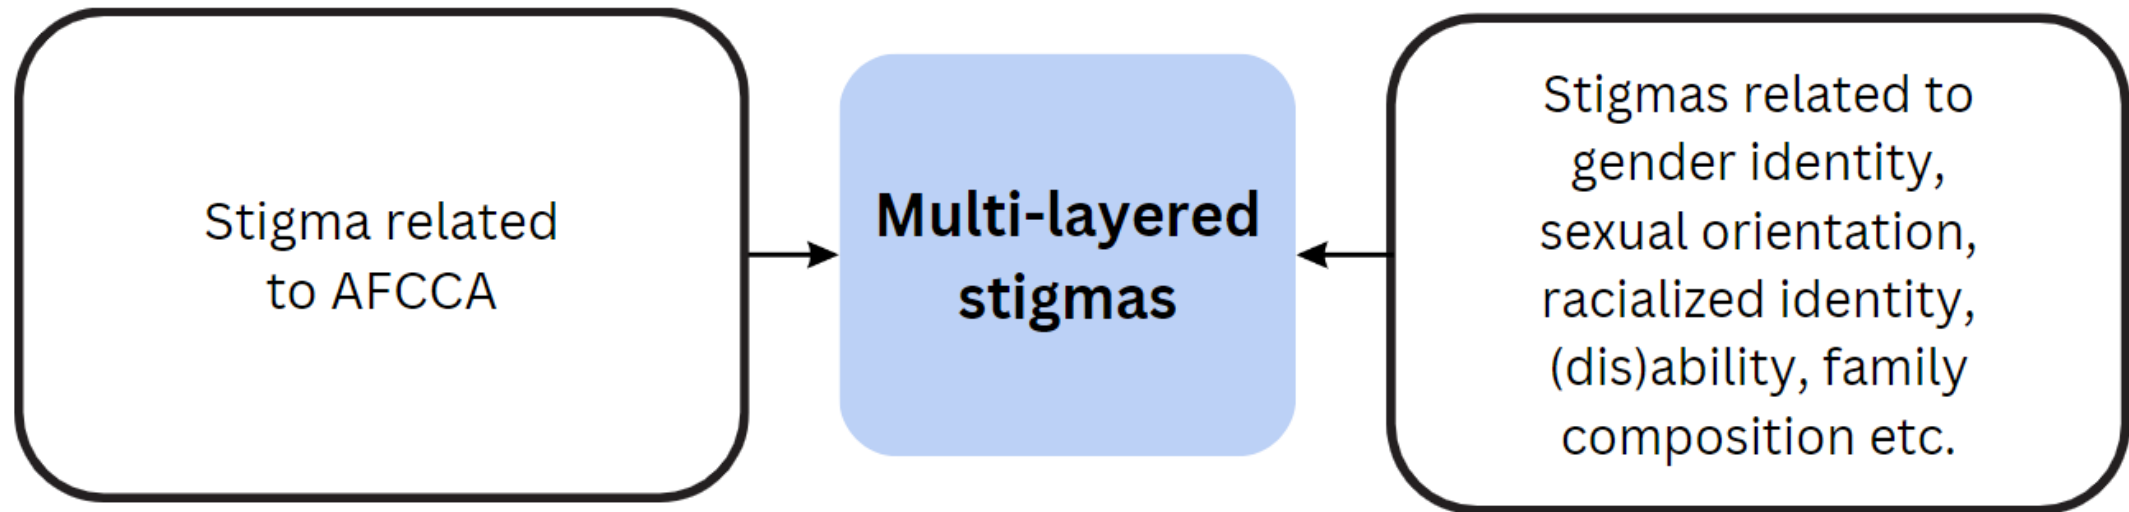 Stigma related
to AFCCA
Multi-layered
stigmas
Stigmas related to
gender identity,
sexual orientation,
racialized identity,
(dis)ability, family
composition etc.